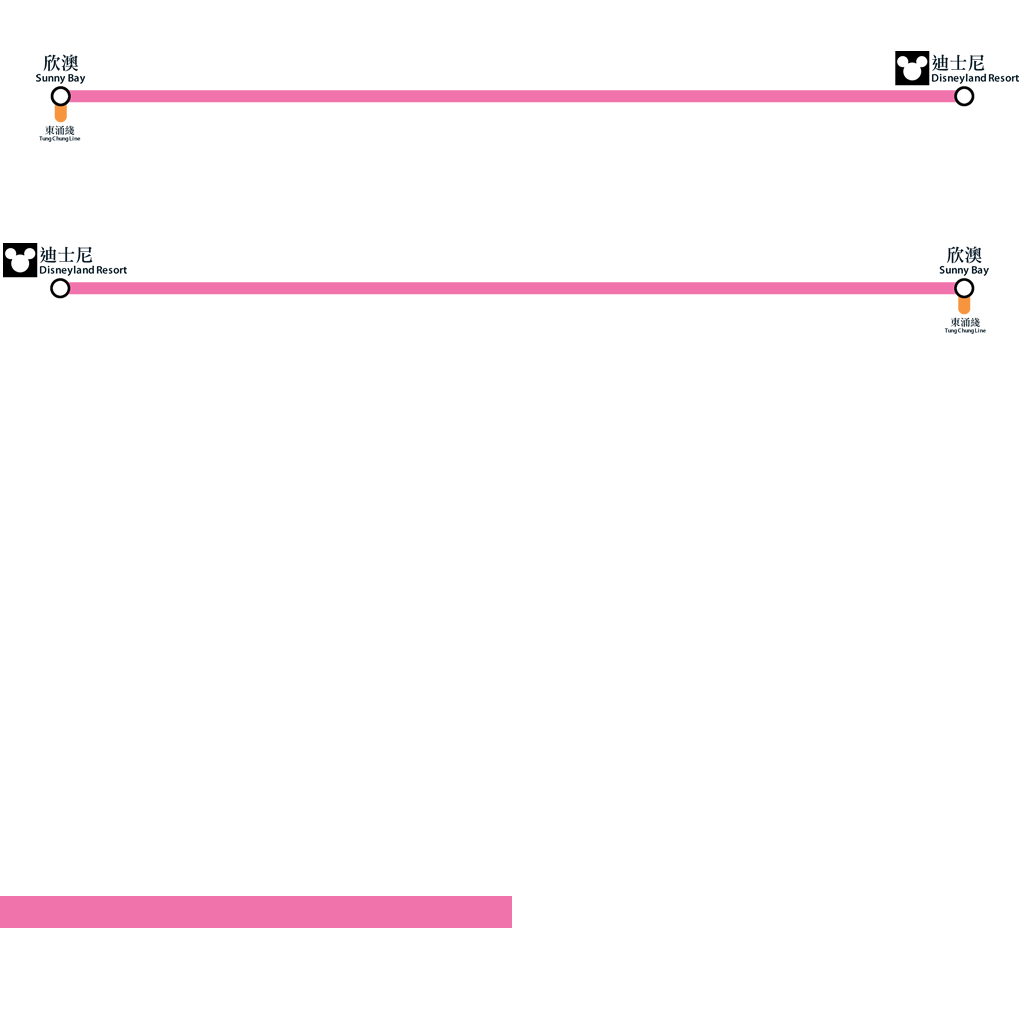 欣澳
Sunny Bay
東涌綫
Tung Chung Line
迪士尼
Disneyland Resort
迪士尼
Disneyland Resort
欣澳
Sunny Bay
東涌綫
Tung Chung Line